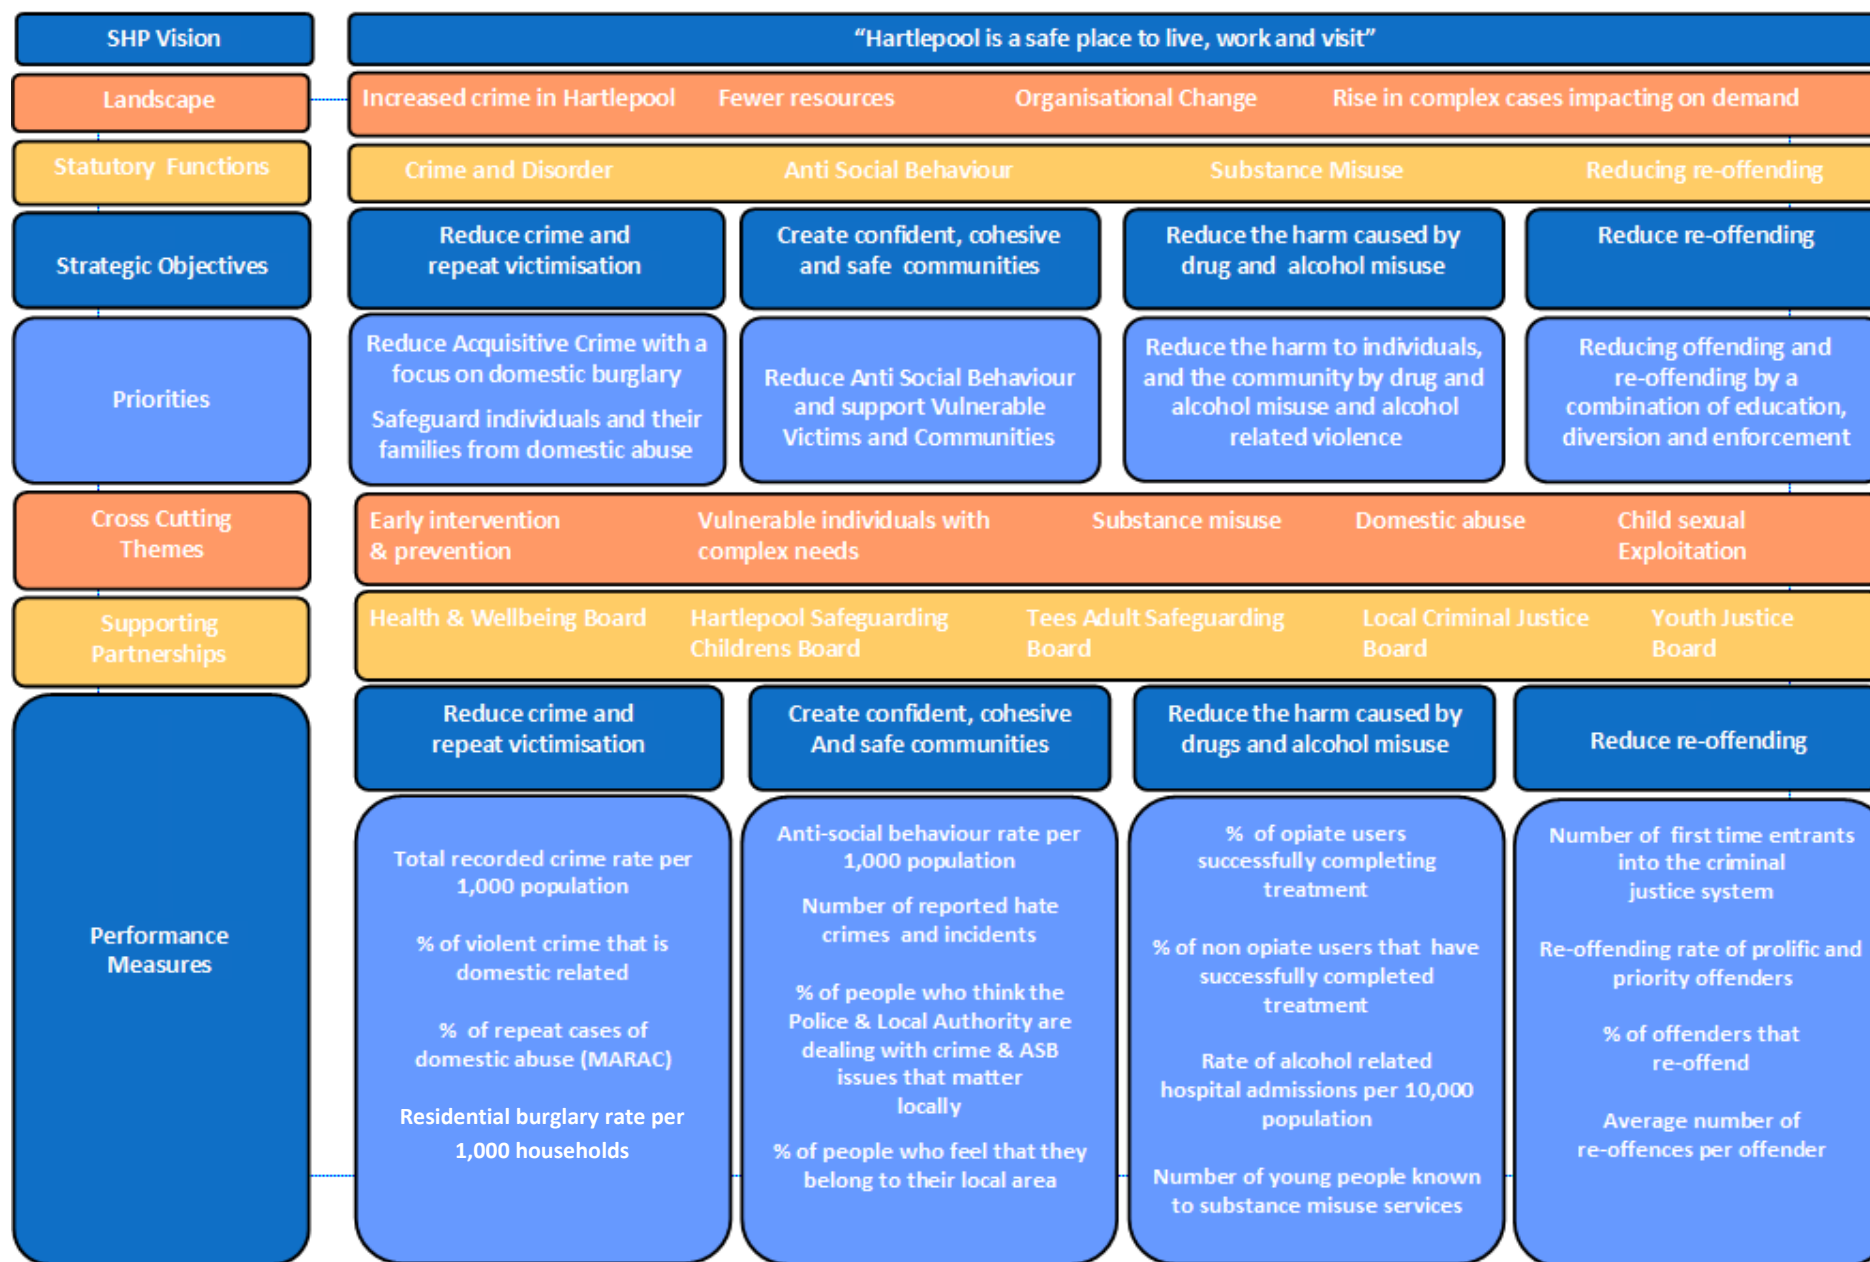 SHP Vision
“Hartlepool is a safe place to live, work and visit”
Landscape
Increased crime in Hartlepool
Fewer resources
Organisational Change
Rise in complex cases impacting on demand
Statutory Functions
Crime and Disorder
Anti Social Behaviour
Substance Misuse
Reducing re-offending
Strategic Objectives
Reduce crime and
repeat victimisation
Create confident, cohesive
and safe communities
Reduce the harm caused by
drug and alcohol misuse
Reduce re-offending
Priorities
Reduce Acquisitive Crime with a
focus on domestic burglary
Safeguard individuals and their
families from domestic abuse
Reduce Anti Social Behaviour
and support Vulnerable
Victims and Communities
Reduce the harm to individuals,
and the community by drug and
alcohol misuse and alcohol
related violence
Reducing offending and
re-offending by a
combination of education,
diversion and enforcement
Cross Cutting
Themes
Early intervention
& prevention
Vulnerable individuals with
complex needs
Substance misuse
Domestic abuse
Child sexual
Exploitation
Supporting
Partnerships
Health & Wellbeing Board
Hartlepool Safeguarding
Childrens Board
Tees Adult Safeguarding
Board
Local Criminal Justice
Board
Youth Justice
Board
Performance
Measures
Reduce crime and
repeat victimisation
Create confident, cohesive
And safe communities
Reduce the harm caused by
drugs and alcohol misuse
Reduce re-offending
Total recorded crime rate per
1,000 population
% of violent crime that is
domestic related
% of repeat cases of
domestic abuse (MARAC)
Residential burglary rate per
1,000 households
Anti-social behaviour rate per
1,000 population
Number of reported hate
crimes and incidents
% of people who think the
Police & Local Authority are
dealing with crime & ASB
issues that matter
locally
% of people who feel that they
belong to their local area
% of opiate users
successfully completing
treatment
% of non opiate users that have
successfully completed
treatment
Rate of alcohol related
hospital admissions per 10,000
population
Number of young people known
to substance misuse services
Number of first time entrants
into the criminal
justice system
Re-offending rate of prolific and
priority offenders
% of offenders that
re-offend
Average number of
re-offences per offender